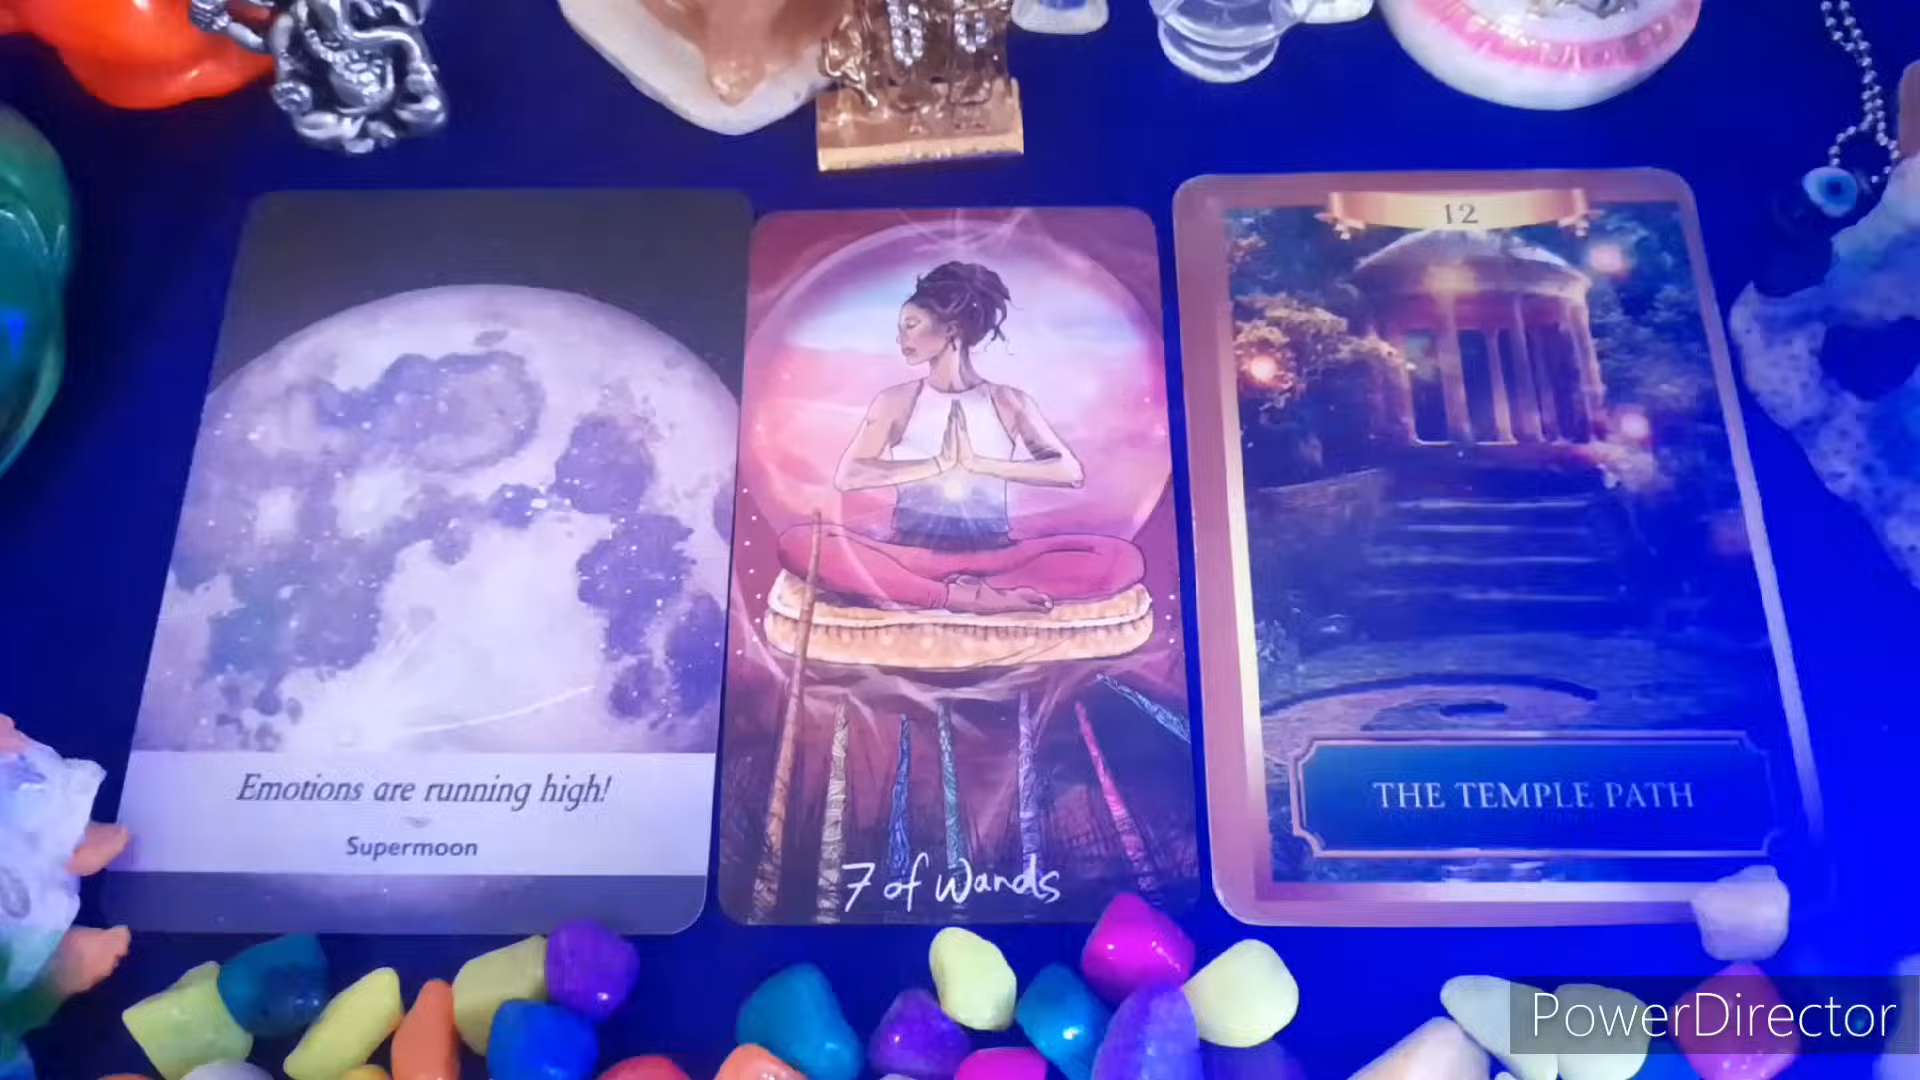 Emotions are running high!
Supermoon
7 of Wands
12
THE TEMPLE PATH
PowerDirector